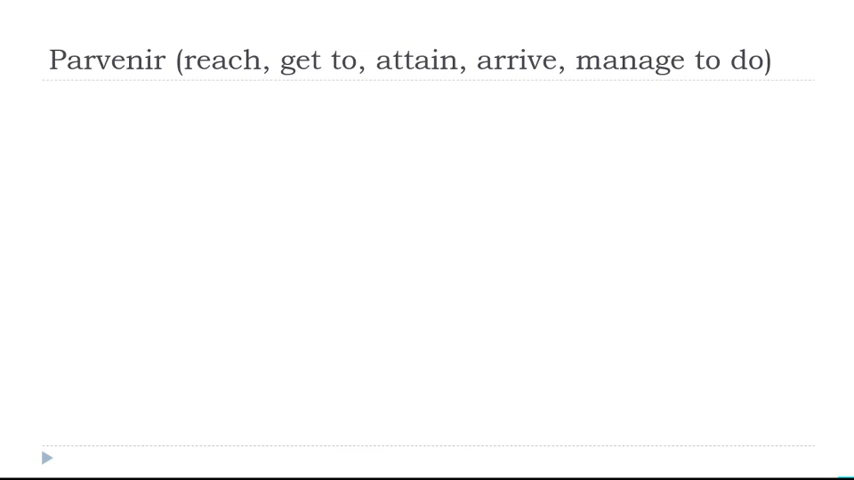 Parvenir (reach, get to, attain, arrive, manage to do)